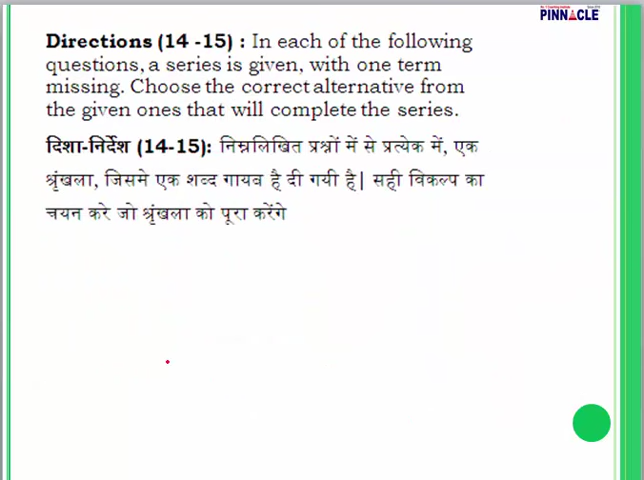 PINNACLE
Directions (14 -15) : In each of the following
questions, a series is given, with one term
missing. Choose the correct alternative from
the given ones that will complete the series.
दिशा-निर्देश (14-15): निम्नलिखित प्रश्नों में से प्रत्येक में, एक
श्रृंखला, जिसमे एक शब्द गायब है दी गयी है| सही विकल्प का
चयन करे जो श्रृंखला को पूरा करेंगे